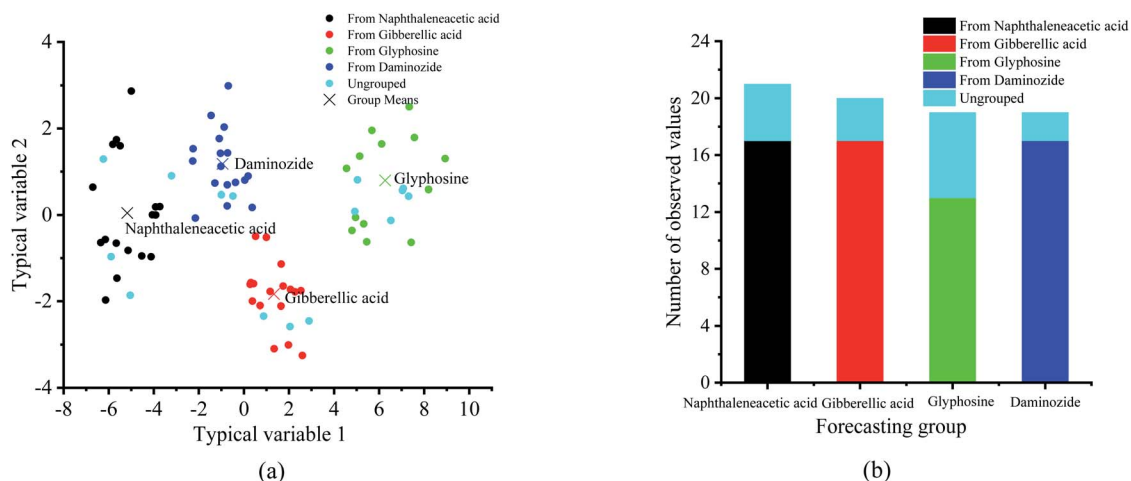 From Naphthaleneacetic acid
From Gibberellic acid
From Glyphosine
From Daminozide
Ungrouped
Group Means
4
2
0
-2
-4
Typical variable 2
Daminozide
Glyphosine
Naphthaleneacetic acid
Gibberellic acid
-8 -6 -4 -2 0 2 4 6 8 10
Typical variable 1
(a)
From Naphthaleneacetic acid
From Gibberellic acid
From Glyphosine
From Daminozide
Ungrouped
24
20
16
12
8
4
0
Number of observed values
Naphthaleneacetic acid Gibberellic acid Glyphosine Daminozide
Forecasting group
(b)